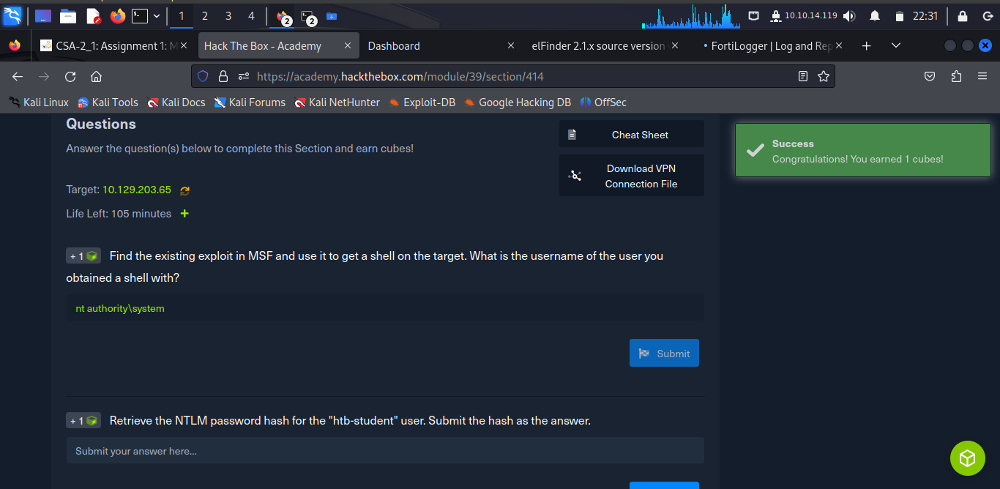 1
2
3
4
2
2
10.10.14.119
22:31
CSA-2_1: Assignment 1: M
Hack The Box - Academy
Dashboard
elFinder 2.1.x source version
• FortiLogger | Log and Rep
https://academy.hackthebox.com/module/39/section/414
Kali Linux
Kali Tools
Kali Docs
Kali Forums
Kali NetHunter
Exploit-DB
Google Hacking DB
OffSec
Questions
Answer the question(s) below to complete this Section and earn cubes!
Cheat Sheet
Download VPN
Connection File
Success
Congratulations! You earned 1 cubes!
Target: 10.129.203.65
Life Left: 105 minutes +
+ 1 Find the existing exploit in MSF and use it to get a shell on the target. What is the username of the user you
obtained a shell with?
nt authority\system
Submit
+ 1 Retrieve the NTLM password hash for the "htb-student" user. Submit the hash as the answer.
Submit your answer here...